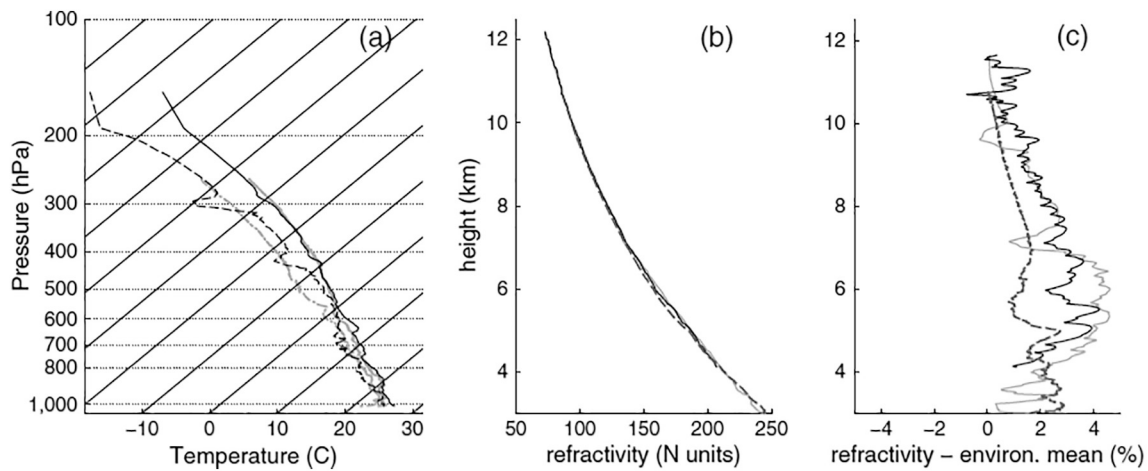 (a)
100
200
300
400
500
600
700
800
1,000
Pressure (hPa)
−10 0 10 20 30
Temperature (C)
(b)
12
10
8
6
4
height (km)
50 100 150 200 250
refractivity (N units)
(c)
12
10
8
6
4
−4 −2 0 2 4
refractivity − environ. mean (%)